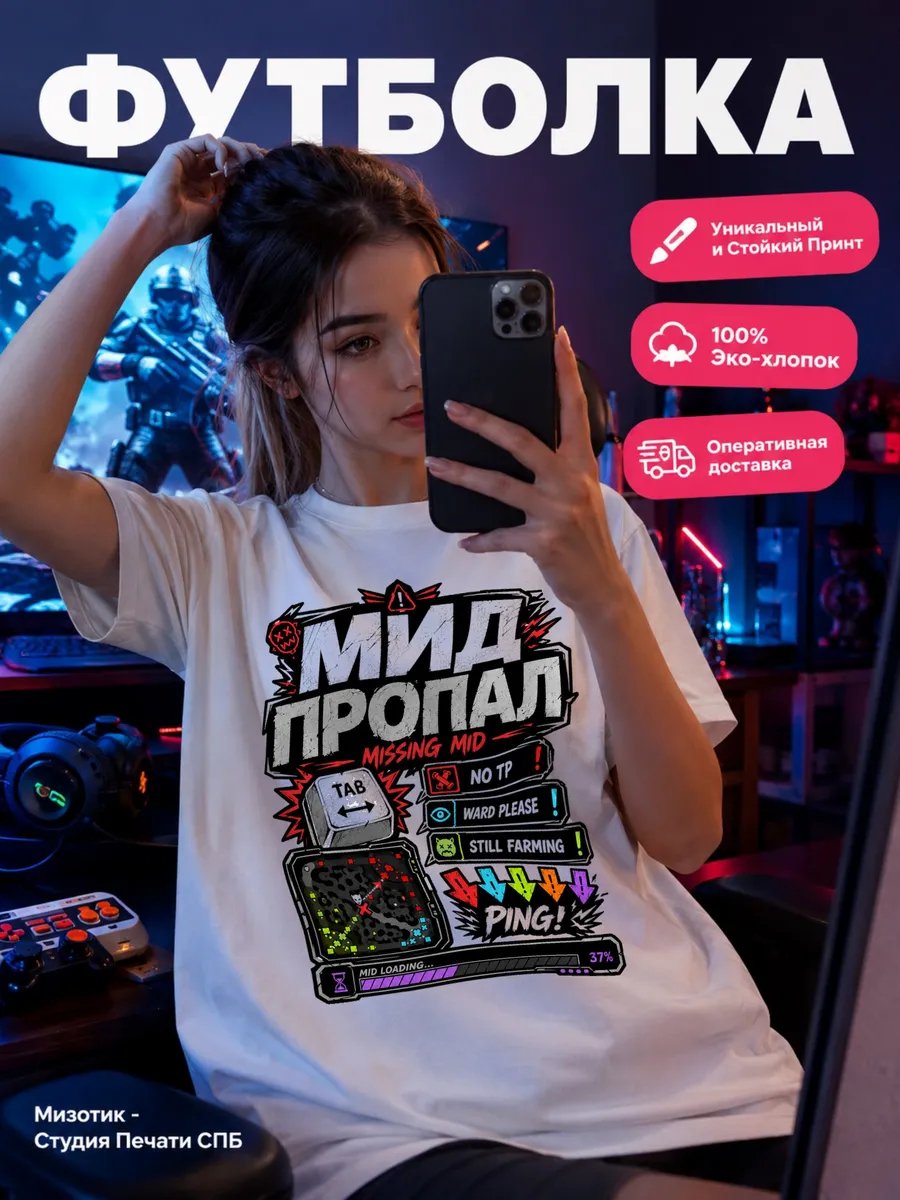 ФУТБОЛКА
Уникальный
и Стойкий Принт
100%
Эко-хлопок
Оперативная
доставка
МИД
ПРОПАЛ
MISSING MID
TAB
NO TP !
WARD PLEASE !
STILL FARMING !
PING!
MID LOADING...
37%
Мизотик -
Студия Печати СПБ